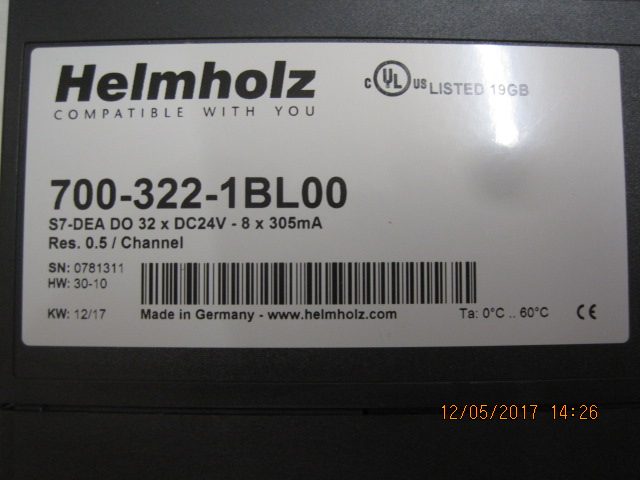 Helmholz
COMPATIBLE WITH YOU
C UL US LISTED 19GB
700-322-1BL00
S7-DEA DO 32 x DC24V - 8 x 305mA
Res. 0.5 / Channel
SN: 0781311
HW: 30-10
KW: 12/17
Made in Germany - www.helmholz.com
Ta: 0°C .. 60°C
CE
12/05/2017 14:26